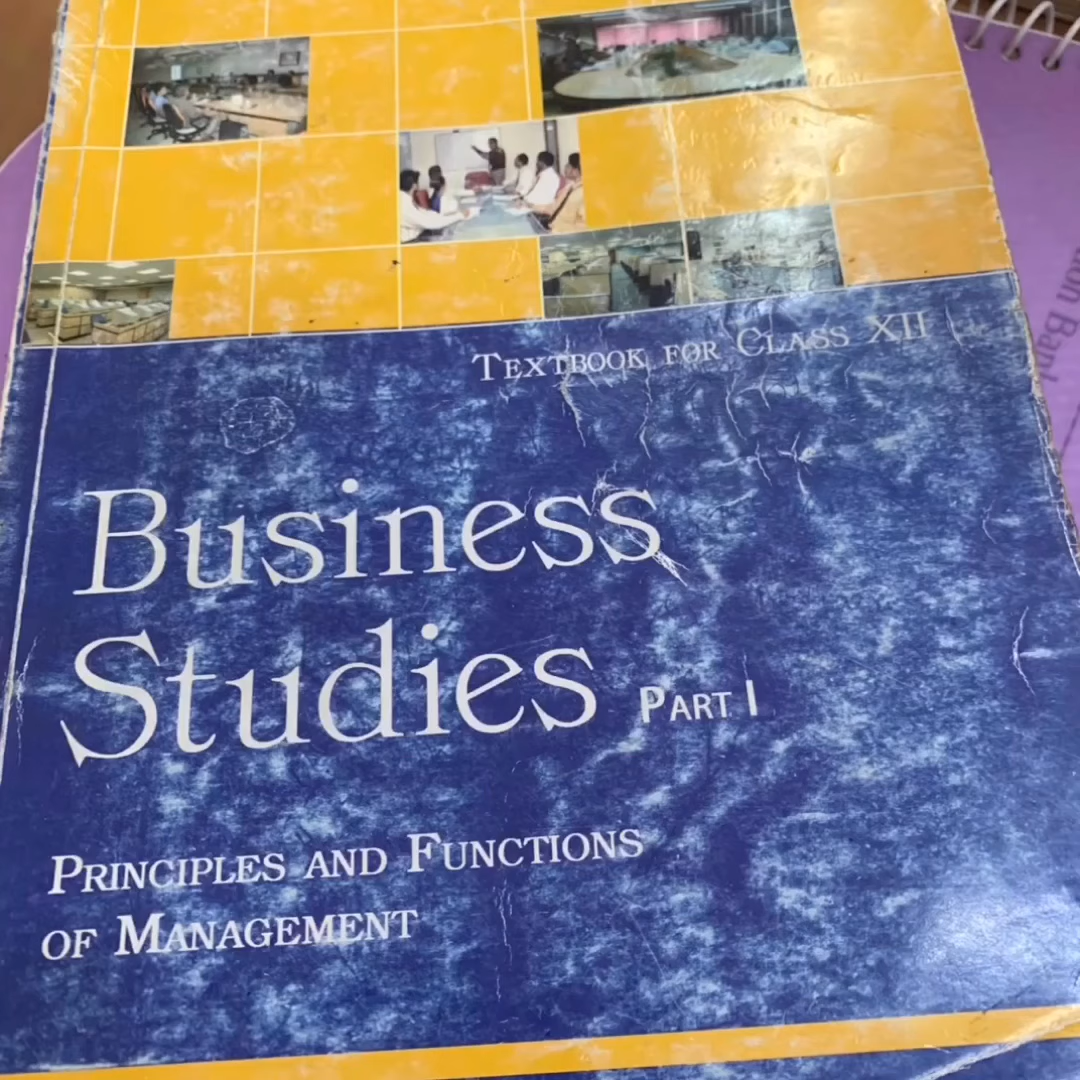 TEXTBOOK FOR CLASS XII
Business
Studies PART I
PRINCIPLES AND FUNCTIONS
OF MANAGEMENT